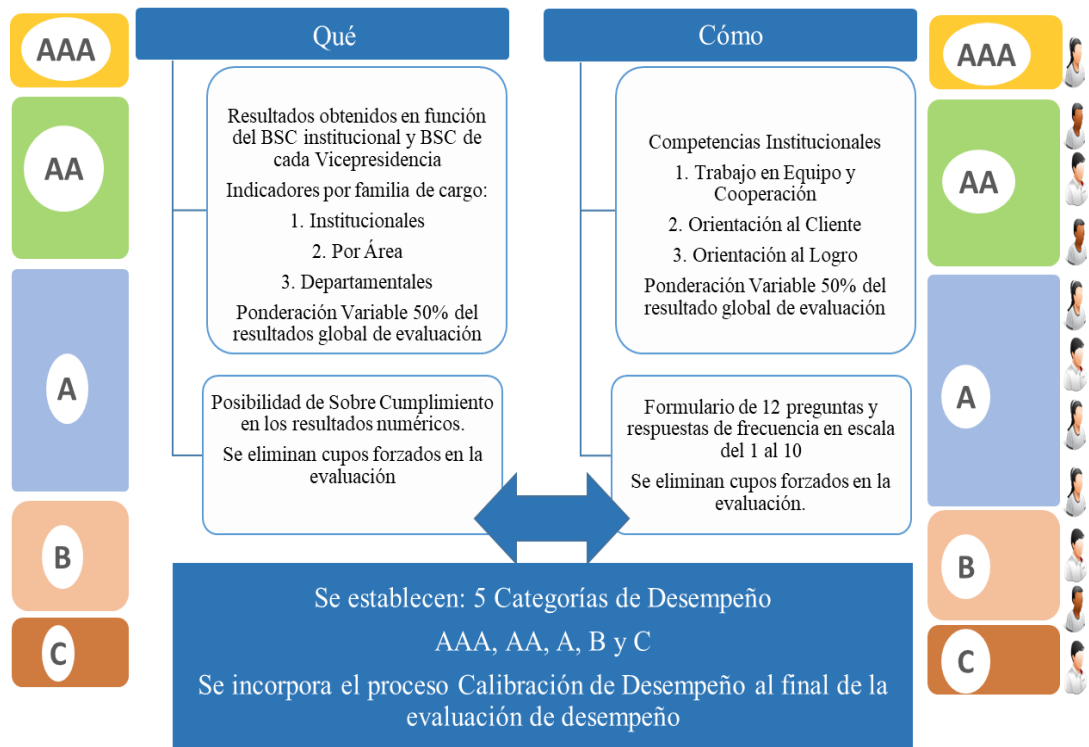 AAA
AA
A
B
C
Qué
Resultados obtenidos en función
del BSC institucional y BSC de
cada Vicepresidencia
Indicadores por familia de cargo:
1. Institucionales
2. Por Área
3. Departamentales
Ponderación Variable 50% del
resultados global de evaluación
Posibilidad de Sobre Cumplimiento
en los resultados numéricos.
Se eliminan cupos forzados en la
evaluación
Cómo
Competencias Institucionales
1. Trabajo en Equipo y
Cooperación
2. Orientación al Cliente
3. Orientación al Logro
Ponderación Variable 50% del
resultado global de evaluación
Formulario de 12 preguntas y
respuestas de frecuencia en escala
del 1 al 10
Se eliminan cupos forzados en la
evaluación.
AAA
AA
A
B
C
Se establecen: 5 Categorías de Desempeño
AAA, AA, A, B y C
Se incorpora el proceso Calibración de Desempeño al final de la
evaluación de desempeño